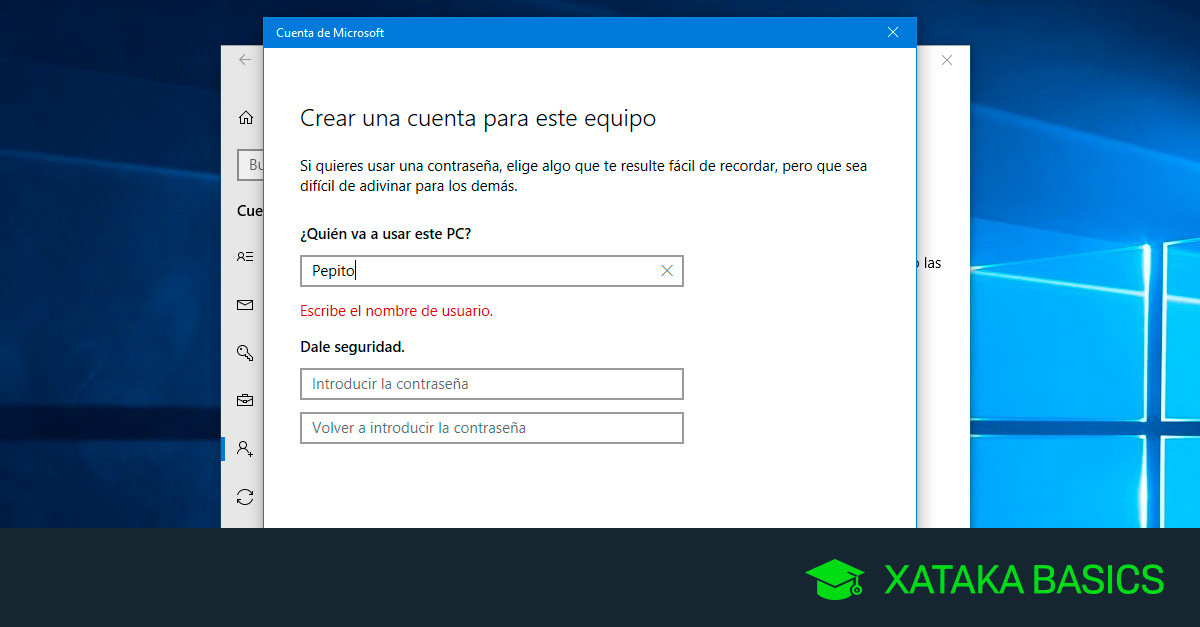 Cuenta de Microsoft
Crear una cuenta para este equipo
Si quieres usar una contraseña, elige algo que te resulte fácil de recordar, pero que sea
difícil de adivinar para los demás.
Bu
Cue
¿Quién va a usar este PC?
Pepito
las
Escribe el nombre de usuario.
Dale seguridad.
Introducir la contraseña
Volver a introducir la contraseña
XATAKA BASICS